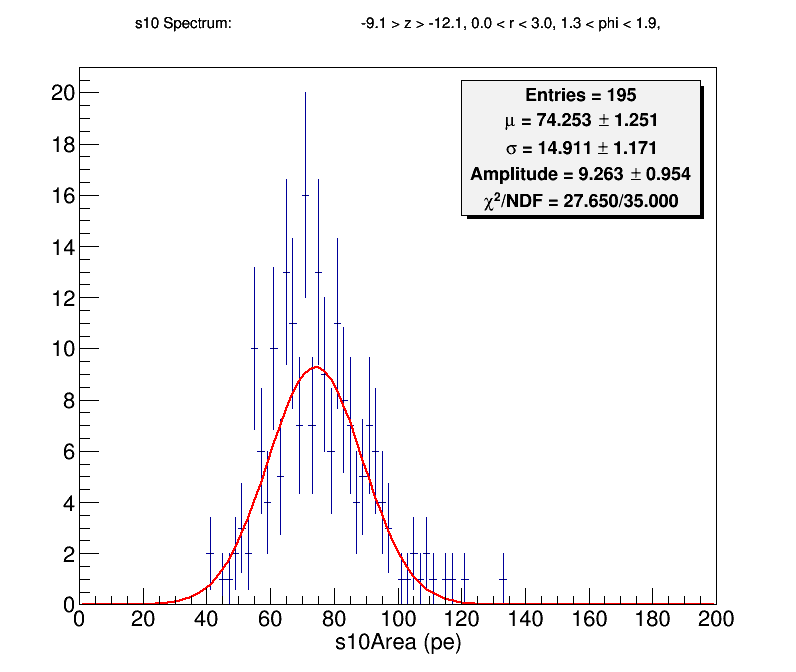 s10 Spectrum: -9.1 > z > -12.1, 0.0 < r < 3.0, 1.3 < phi < 1.9,
Entries = 195
μ = 74.253 ± 1.251
σ = 14.911 ± 1.171
Amplitude = 9.263 ± 0.954
χ²/NDF = 27.650/35.000
20
18
16
14
12
10
8
6
4
2
0
0 20 40 60 80 100 120 140 160 180 200
s10Area (pe)